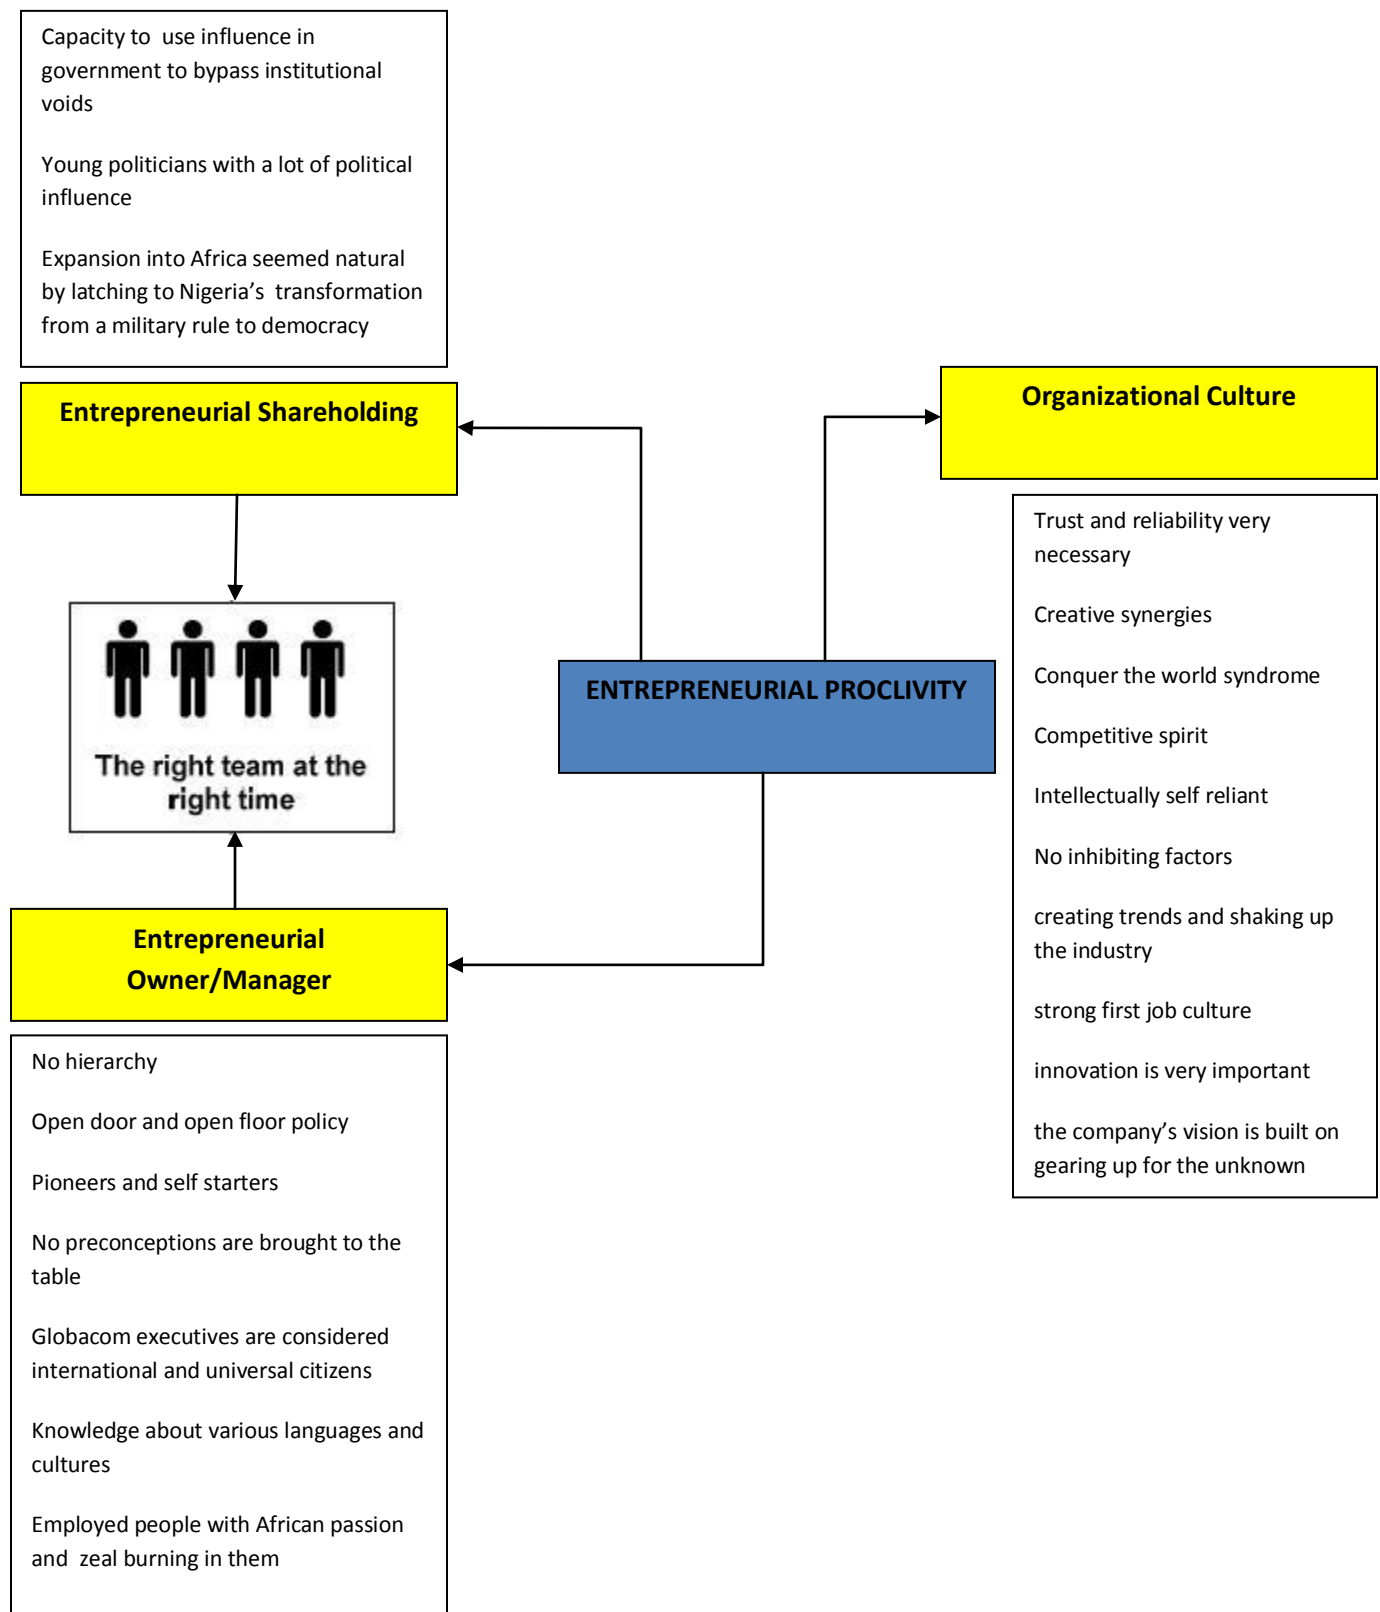 Capacity to  use influence in
government to bypass institutional
voids
Young politicians with a lot of political
influence
Expansion into Africa seemed natural
by latching to Nigeria’s  transformation
from a military rule to democracy
Entrepreneurial Shareholding
The right team at the
right time
Entrepreneurial
Owner/Manager
No hierarchy
Open door and open floor policy
Pioneers and self starters
No preconceptions are brought to the
table
Globacom executives are considered
international and universal citizens
Knowledge about various languages and
cultures
Employed people with African passion
and  zeal burning in them
ENTREPRENEURIAL PROCLIVITY
Organizational Culture
Trust and reliability very
necessary
Creative synergies
Conquer the world syndrome
Competitive spirit
Intellectually self reliant
No inhibiting factors
creating trends and shaking up
the industry
strong first job culture
innovation is very important
the company’s vision is built on
gearing up for the unknown